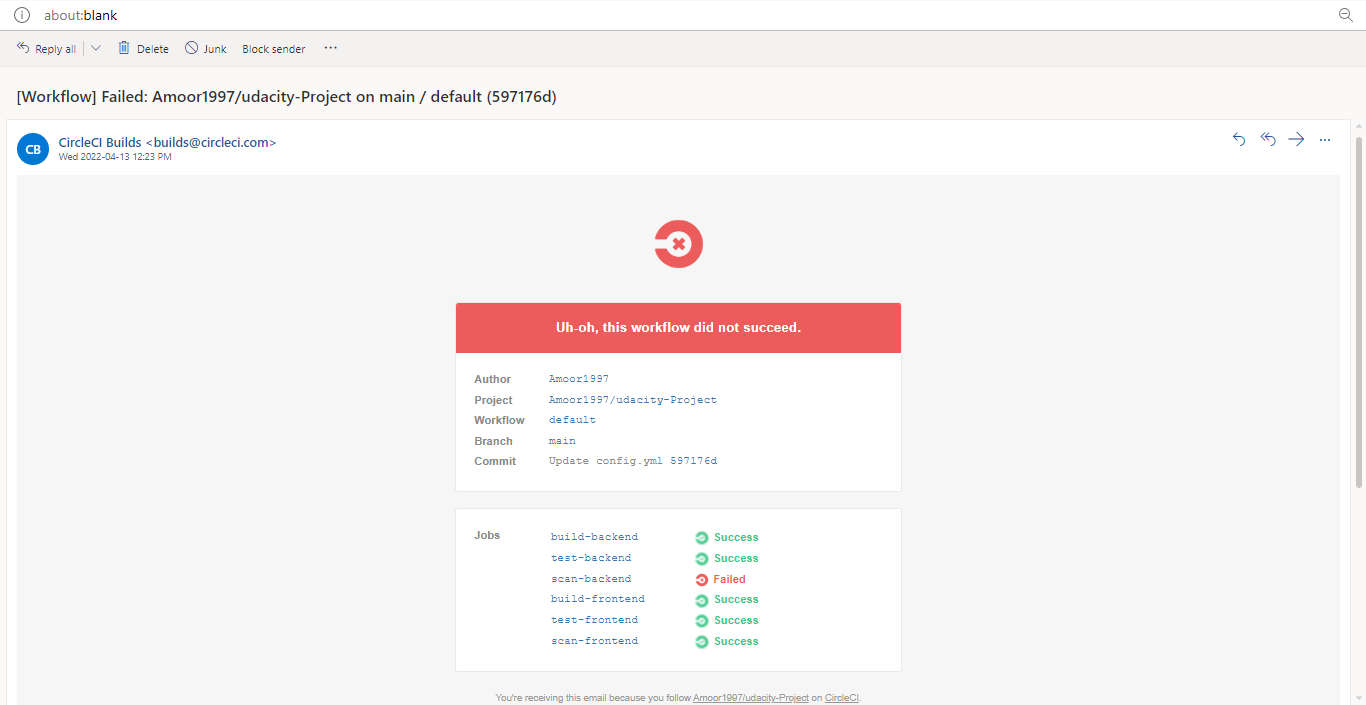 about:blank
Reply all Delete Junk Block sender ...
[Workflow] Failed: Amoor1997/udacity-Project on main / default (597176d)
CB CircleCI Builds <builds@circleci.com>
Wed 2022-04-13 12:23 PM
Uh-oh, this workflow did not succeed.
Author Amoor1997
Project Amoor1997/udacity-Project
Workflow default
Branch main
Commit Update config.yml 597176d
Jobs build-backend Success
test-backend Success
scan-backend Failed
build-frontend Success
test-frontend Success
scan-frontend Success
You're receiving this email because you follow Amoor1997/udacity-Project on CircleCI.